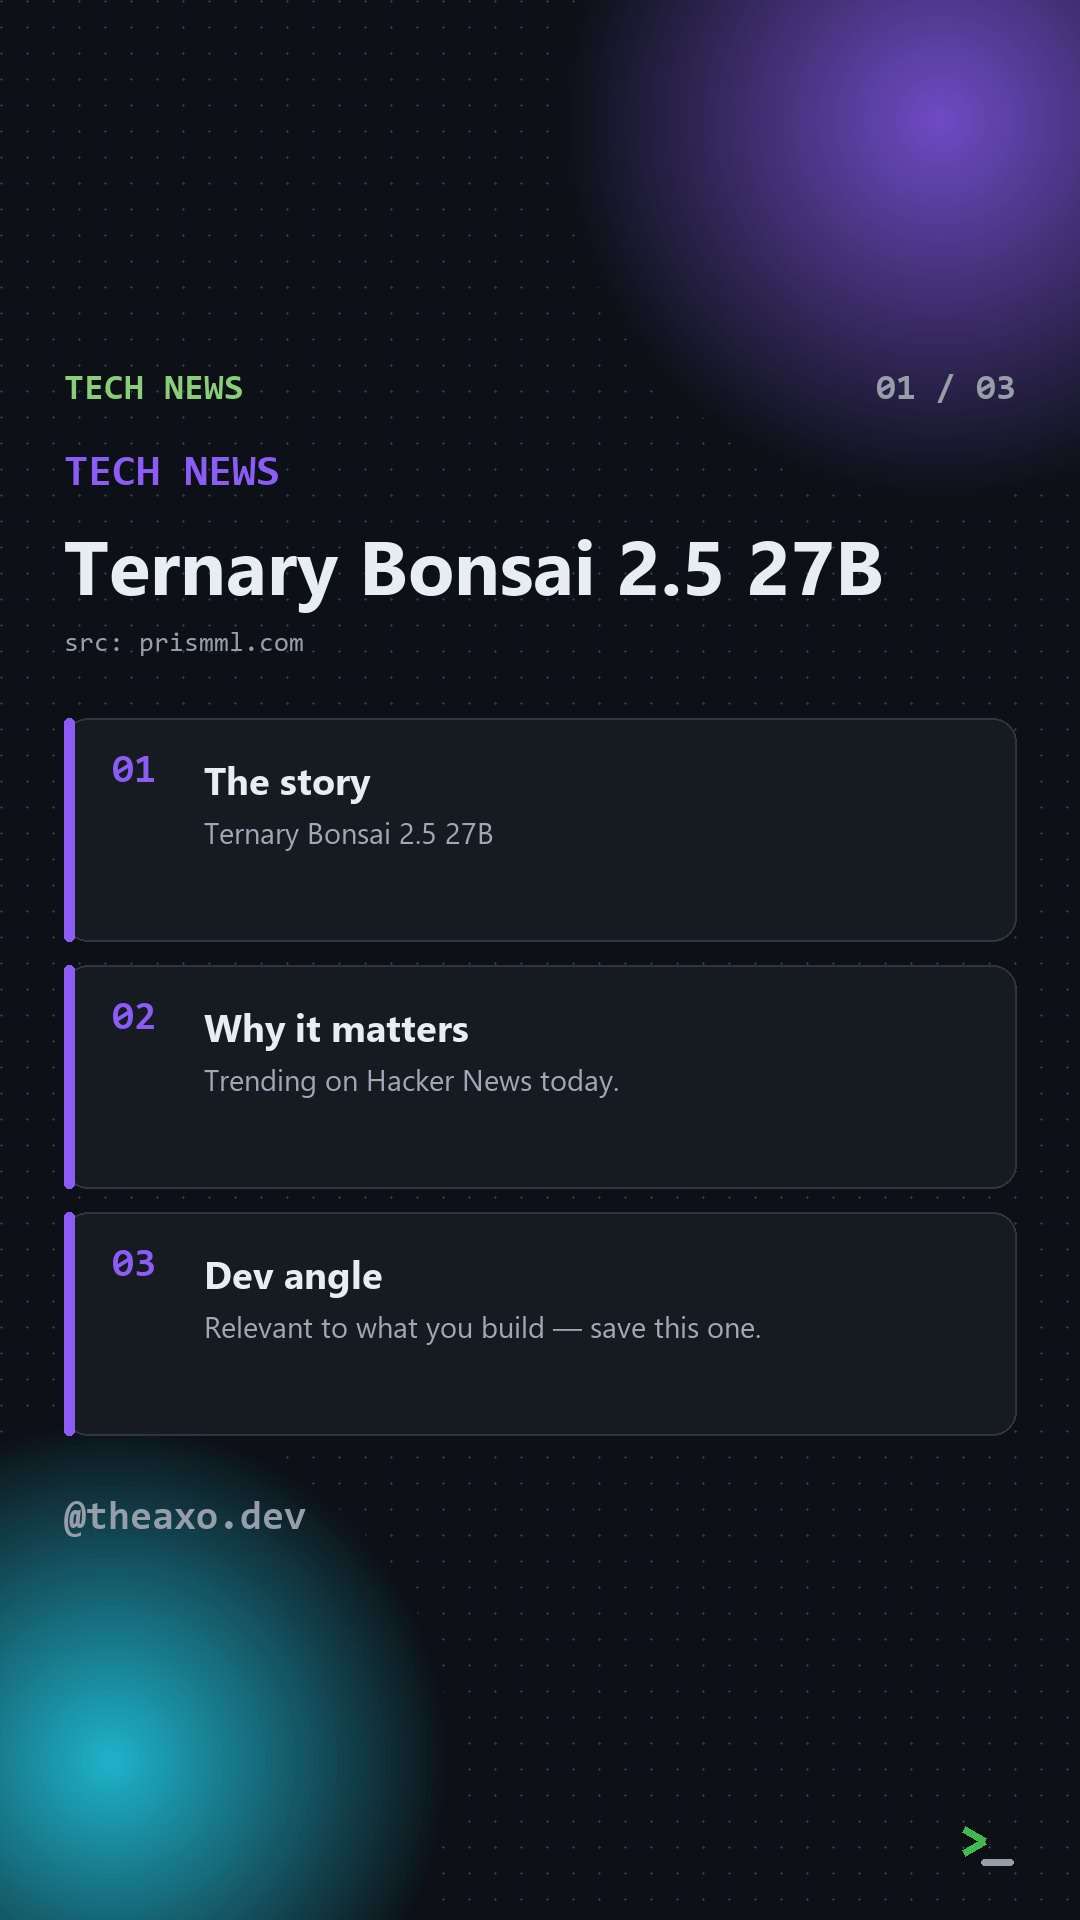 TECH NEWS
01 / 03
TECH NEWS
Ternary Bonsai 2.5 27B
src: prismml.com
01
The story
Ternary Bonsai 2.5 27B
02
Why it matters
Trending on Hacker News today.
03
Dev angle
Relevant to what you build — save this one.
@theaxo.dev
>_